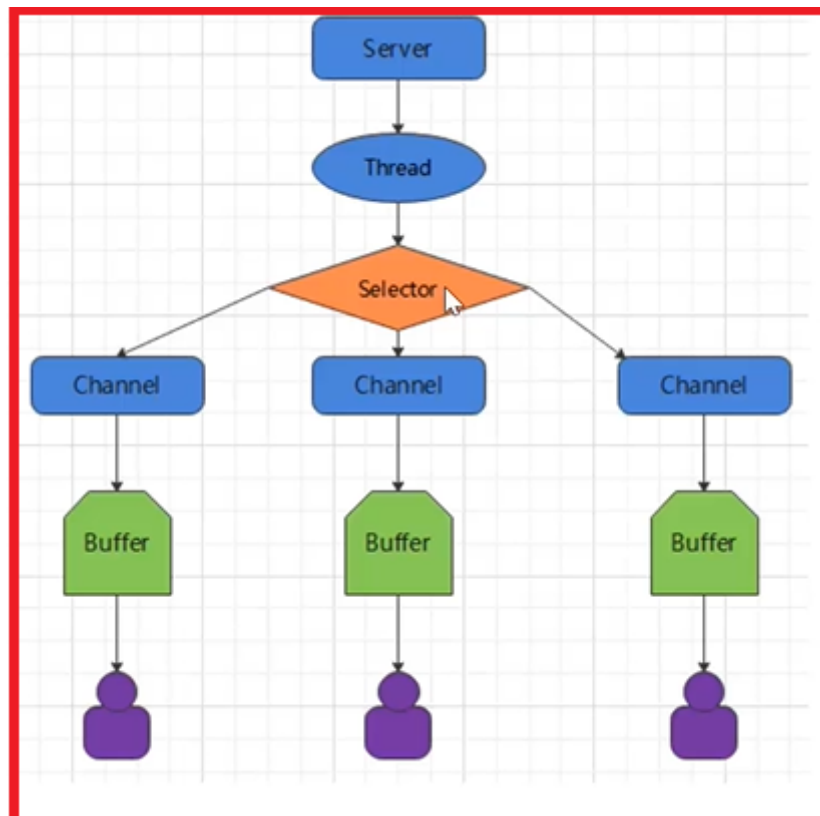 Server
Thread
Selector
Channel
Channel
Channel
Buffer
Buffer
Buffer